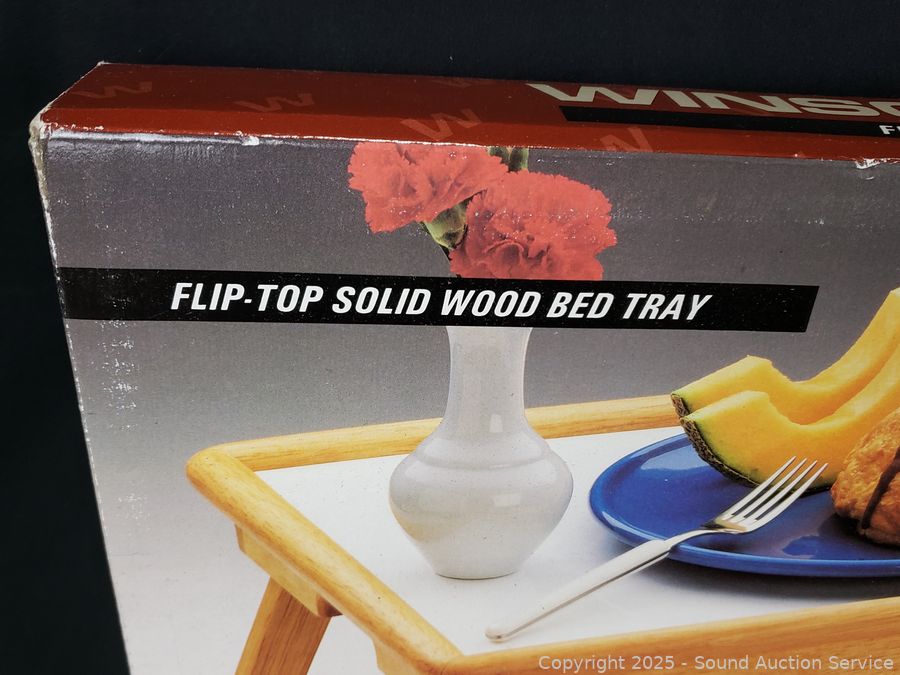 FLIP-TOP SOLID WOOD BED TRAY
Copyright © 2025 - Sound Auction Service